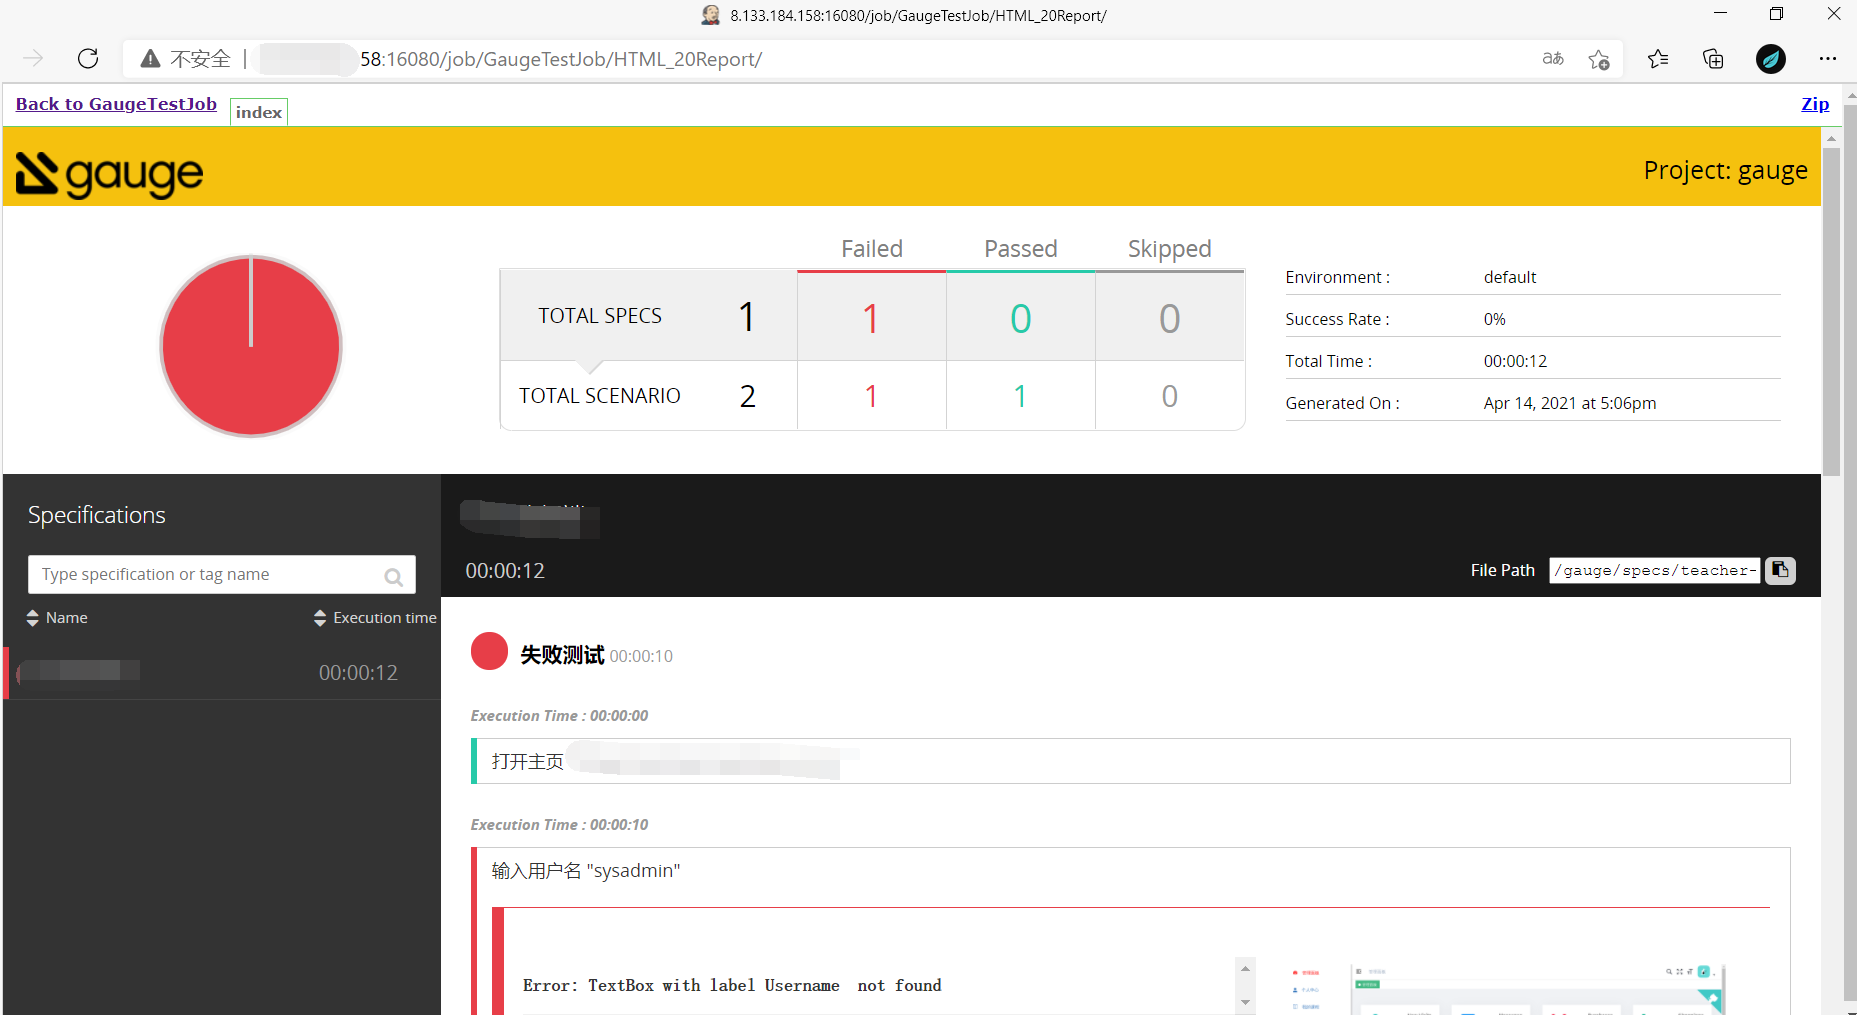 8.133.184.158:16080/job/GaugeTestJob/HTML_20Report/
不安全 | 58:16080/job/GaugeTestJob/HTML_20Report/
Back to GaugeTestJob index Zip
gauge Project: gauge
Failed Passed Skipped
TOTAL SPECS 1 1 0 0
TOTAL SCENARIO 2 1 1 0
Environment : default
Success Rate : 0%
Total Time : 00:00:12
Generated On : Apr 14, 2021 at 5:06pm
Specifications
Type specification or tag name
Name Execution time
00:00:12
00:00:12 File Path /gauge/specs/teacher-
失败测试 00:00:10
Execution Time : 00:00:00
打开主页
Execution Time : 00:00:10
输入用户名 "sysadmin"
Error: TextBox with label Username  not found